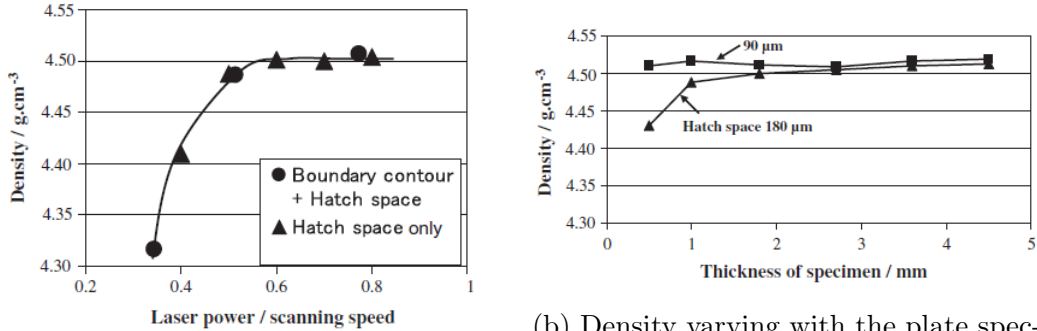 4.55
4.50
4.45
4.40
4.35
4.30
Density / g.cm-3
0.2 0.4 0.6 0.8 1
Laser power / scanning speed
Boundary contour
+ Hatch space
Hatch space only
4.55
4.50
4.45
4.40
4.35
4.30
Density / g.cm-3
90 μm
Hatch space 180 μm
0 1 2 3 4 5
Thickness of specimen / mm
(b) Density varying with the plate spec-